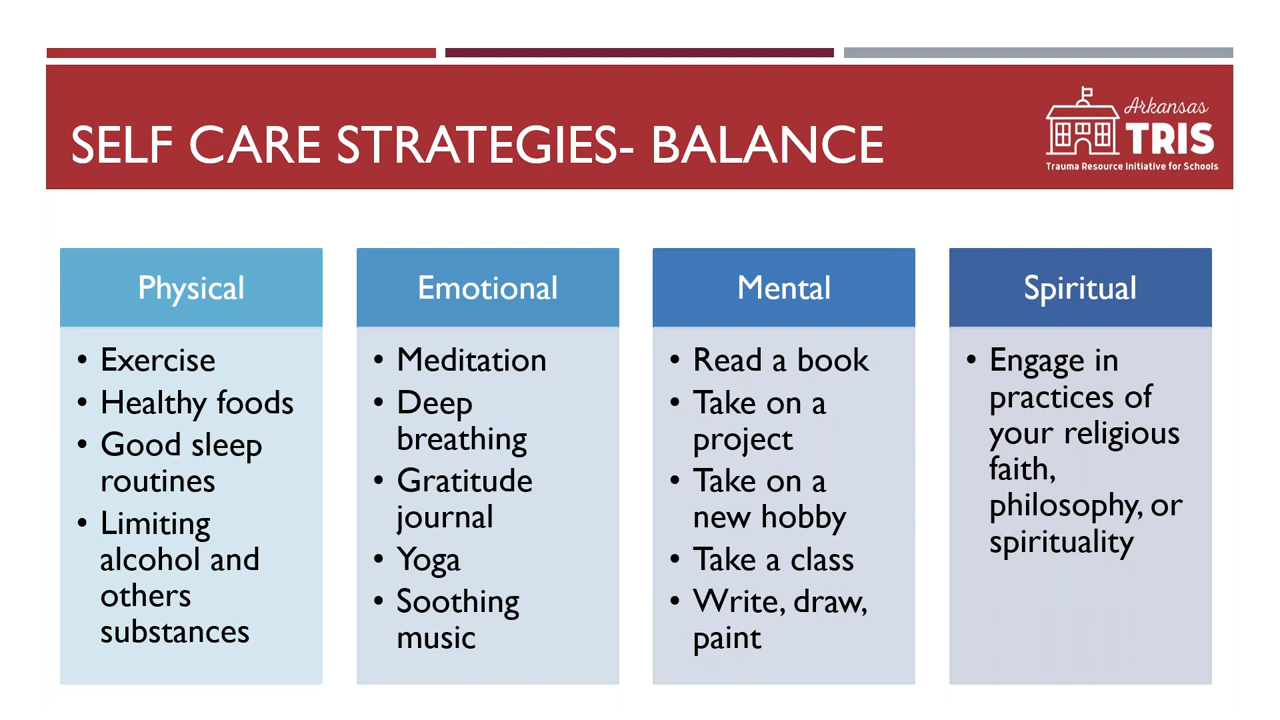 SELF CARE STRATEGIES- BALANCE
Arkansas
TRIS
Trauma Resource Initiative for Schools
Physical
• Exercise
• Healthy foods
• Good sleep
routines
• Limiting
alcohol and
others
substances
Emotional
• Meditation
• Deep
breathing
• Gratitude
journal
• Yoga
• Soothing
music
Mental
• Read a book
• Take on a
project
• Take on a
new hobby
• Take a class
• Write, draw,
paint
Spiritual
• Engage in
practices of
your religious
faith,
philosophy, or
spirituality